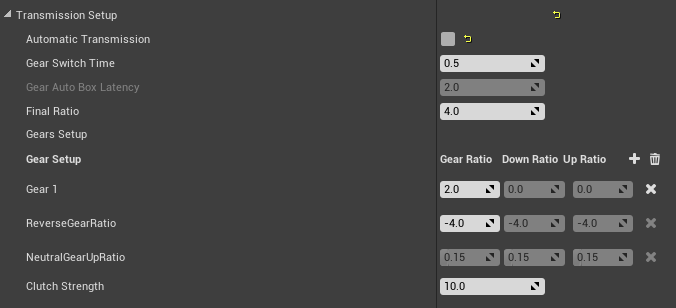 Transmission Setup
Automatic Transmission
Gear Switch Time 0.5
Gear Auto Box Latency 2.0
Final Ratio 4.0
Gears Setup
Gear Setup Gear Ratio Down Ratio Up Ratio
Gear 1 2.0 0.0 0.0
ReverseGearRatio -4.0 -4.0 -4.0
NeutralGearUpRatio 0.15 0.15 0.15
Clutch Strength 10.0